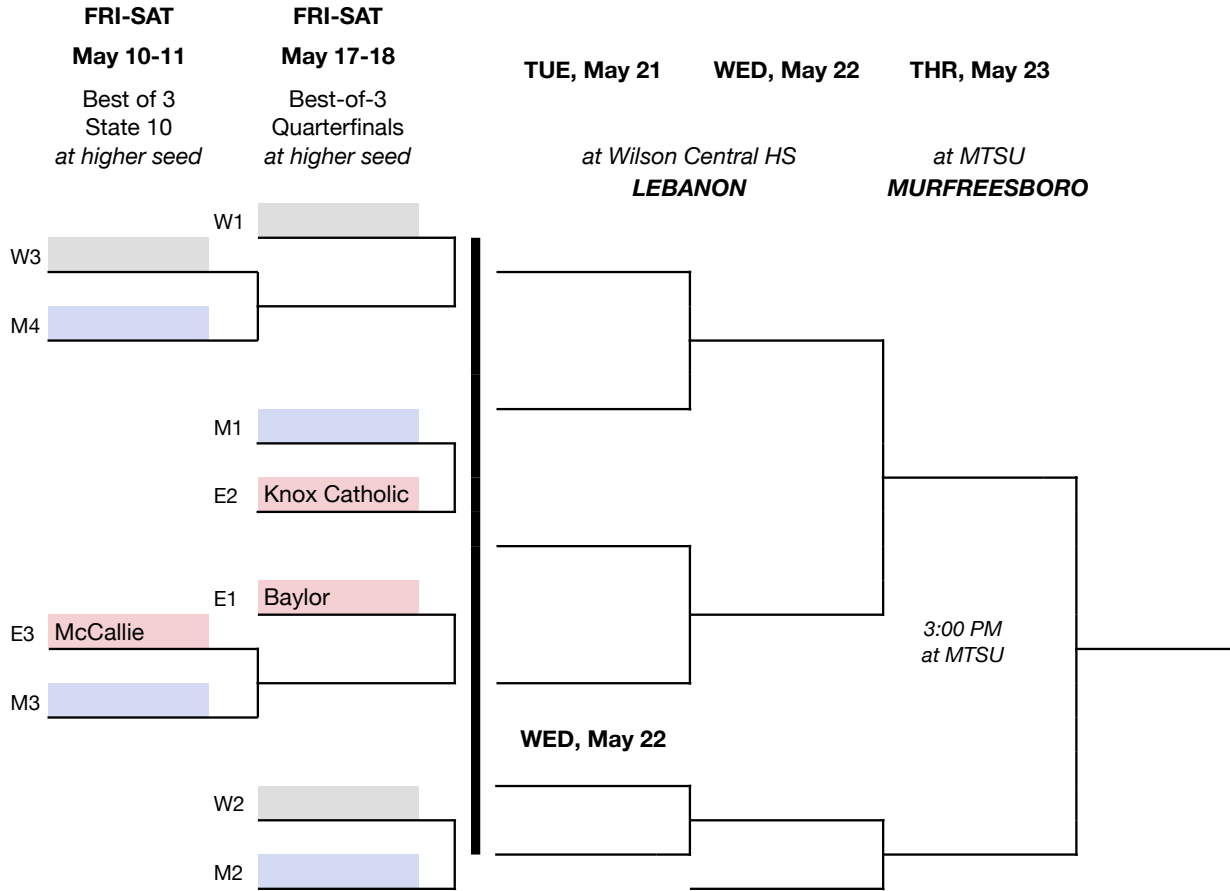 FRI-SAT
May 10-11
Best of 3
State 10
at higher seed
FRI-SAT
May 17-18
Best-of-3
Quarterfinals
at higher seed
TUE, May 21
WED, May 22
THR, May 23
at Wilson Central HS
LEBANON
at MTSU
MURFREESBORO
W1
W3
M4
M1
E2
Knox Catholic
E1
Baylor
E3
McCallie
M3
3:00 PM
at MTSU
WED, May 22
W2
M2